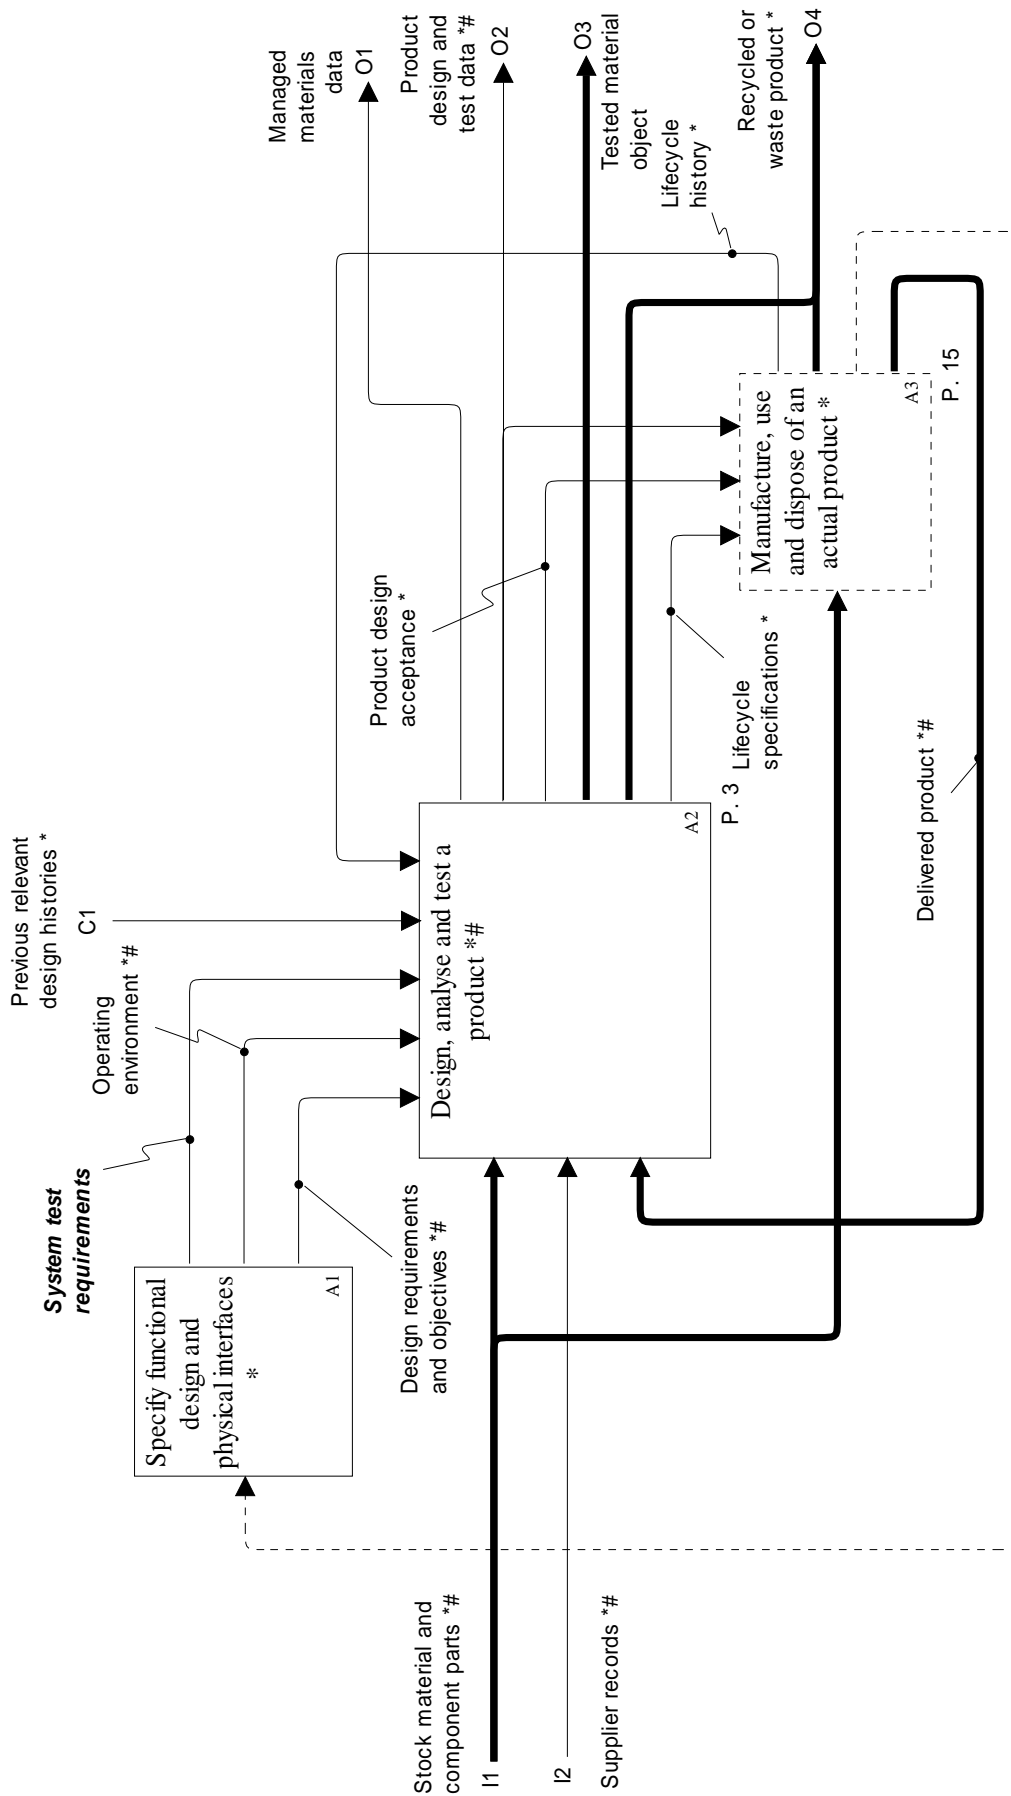 Previous relevant
design histories *
C1
Operating
environment *#
System test
requirements
Specify functional
design and
physical interfaces
*
A1
Design requirements
and objectives *#
Stock material and
component parts *#
I1
I2
Supplier records *#
Design, analyse and test a
product *#
A2
P. 3
Product design
acceptance *
Lifecycle
specifications *
Manufacture, use
and dispose of an
actual product *
A3
P. 15
Delivered product *#
Managed
materials
data
O1
Product
design and
test data *#
O2
O3
Tested material
object
Lifecycle
history *
Recycled or
waste product *
O4